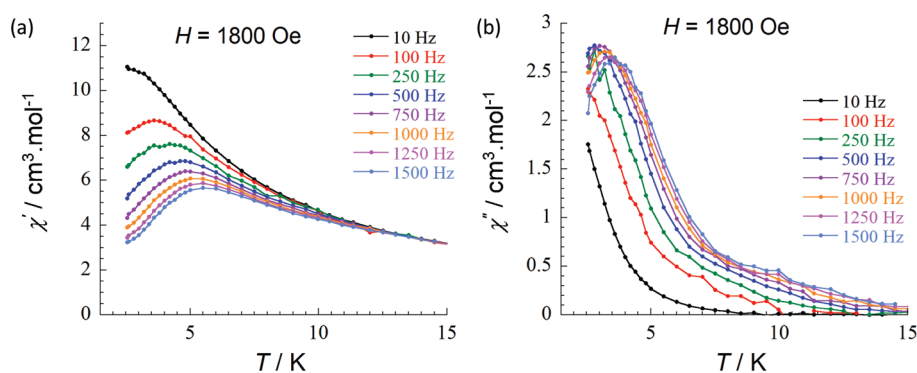 (a)
H = 1800 Oe
10 Hz
100 Hz
250 Hz
500 Hz
750 Hz
1000 Hz
1250 Hz
1500 Hz
χ′ / cm³.mol⁻¹
13
12
11
10
8
6
4
2
0
5
10
15
T / K
(b)
H = 1800 Oe
10 Hz
100 Hz
250 Hz
500 Hz
750 Hz
1000 Hz
1250 Hz
1500 Hz
χ″ / cm³.mol⁻¹
3
2.5
2
1.5
1
0.5
0
5
10
15
T / K